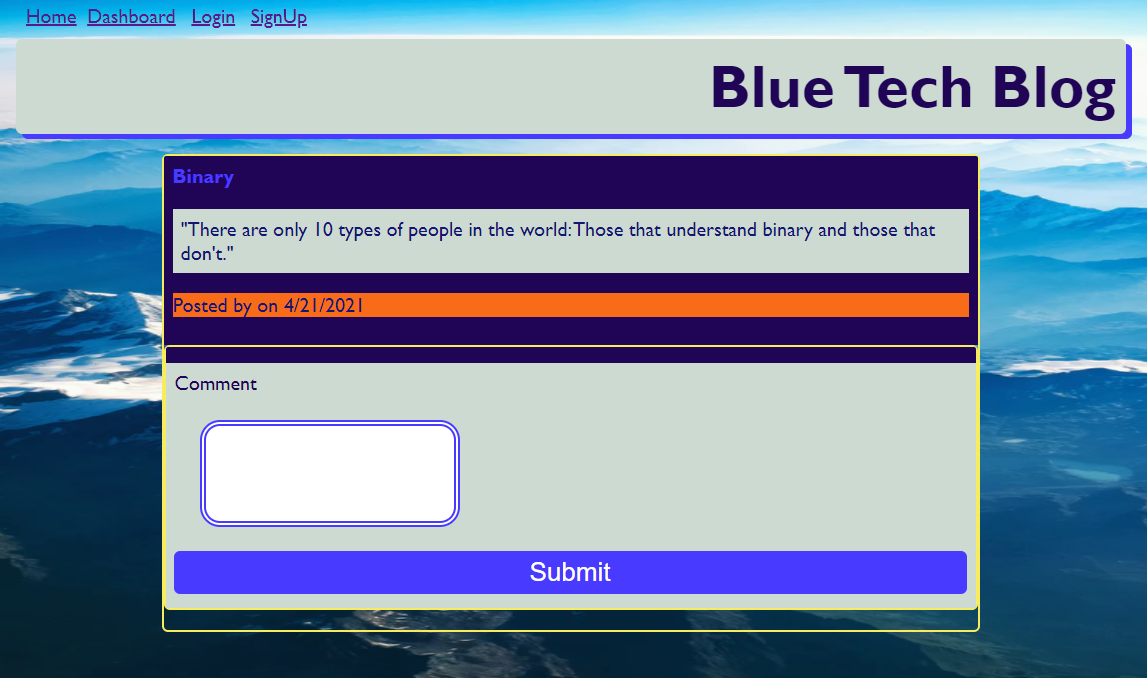 Home Dashboard Login SignUp
Blue Tech Blog
Binary
"There are only 10 types of people in the world:Those that understand binary and those that
don't."
Posted by on 4/21/2021
Comment
Submit